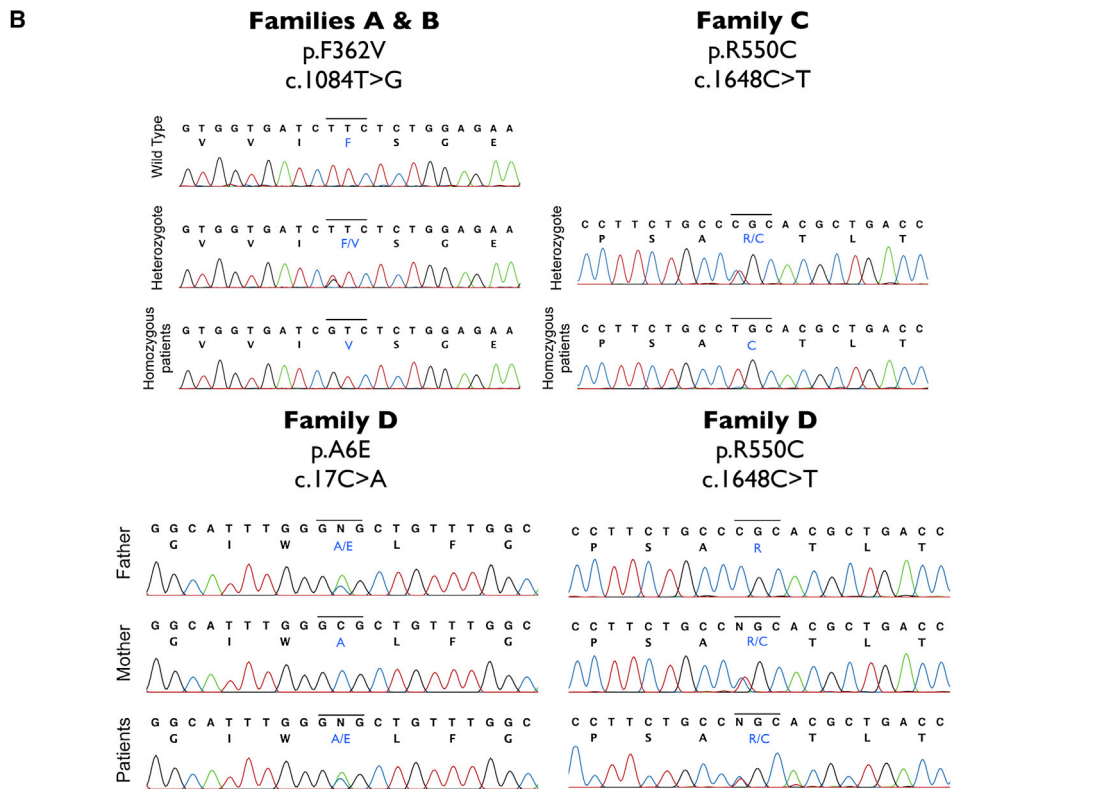 B
Families A & B
p.F362V
c.1084T>G
Wild Type
G T G G T G A T C T T C T C T G G A G A A
V V I F S G E
Heterozygote
G T G G T G A T C T T C T C T G G A G A A
V V I F/V S G E
Homozygous
patients
G T G G T G A T C G T C T C T G G A G A A
V V I V S G E
Family C
p.R550C
c.1648C>T
Heterozygote
C C T T C T G C C C G C A C G C T G A C C
P S A R/C T L T
Homozygous
patients
C C T T C T G C C T G C A C G C T G A C C
P S A C T L T
Family D
p.A6E
c.17C>A
Father
G G C A T T T G G G N G C T G T T T G G C
G I W A/E L F G
Mother
G G C A T T T G G G C G C T G T T T G G C
G I W A L F G
Patients
G G C A T T T G G G N G C T G T T T G G C
G I W A/E L F G
Family D
p.R550C
c.1648C>T
C C T T C T G C C C G C A C G C T G A C C
P S A R T L T
C C T T C T G C C N G C A C G C T G A C C
P S A R/C T L T
C C T T C T G C C N G C A C G C T G A C C
P S A R/C T L T